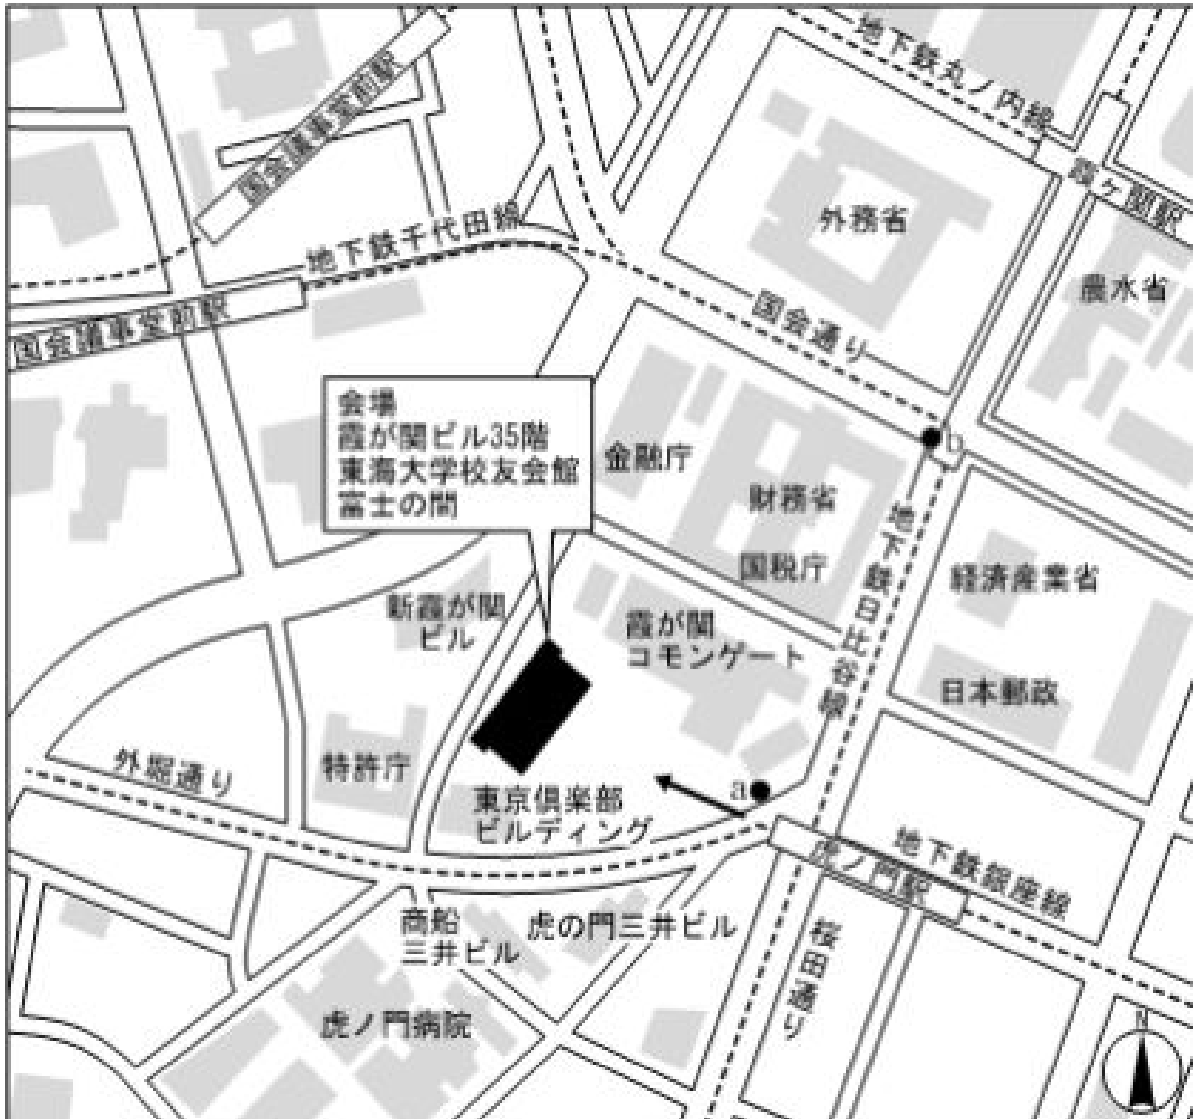 国会議事堂前駅
地下鉄丸ノ内線
霞ケ関駅
外務省
農水省
地下鉄千代田線
国会議事堂前駅
国会通り
会場
霞が関ビル35階
東海大学校友会館
富士の間
金融庁
財務省
国税庁
b
地下鉄日比谷線
経済産業省
日本郵政
新霞が関
ビル
霞が関
コモンゲート
外堀通り
特許庁
東京倶楽部
ビルディング
a
虎ノ門駅
地下鉄銀座線
商船
三井ビル
虎の門三井ビル
桜田通り
虎ノ門病院
N